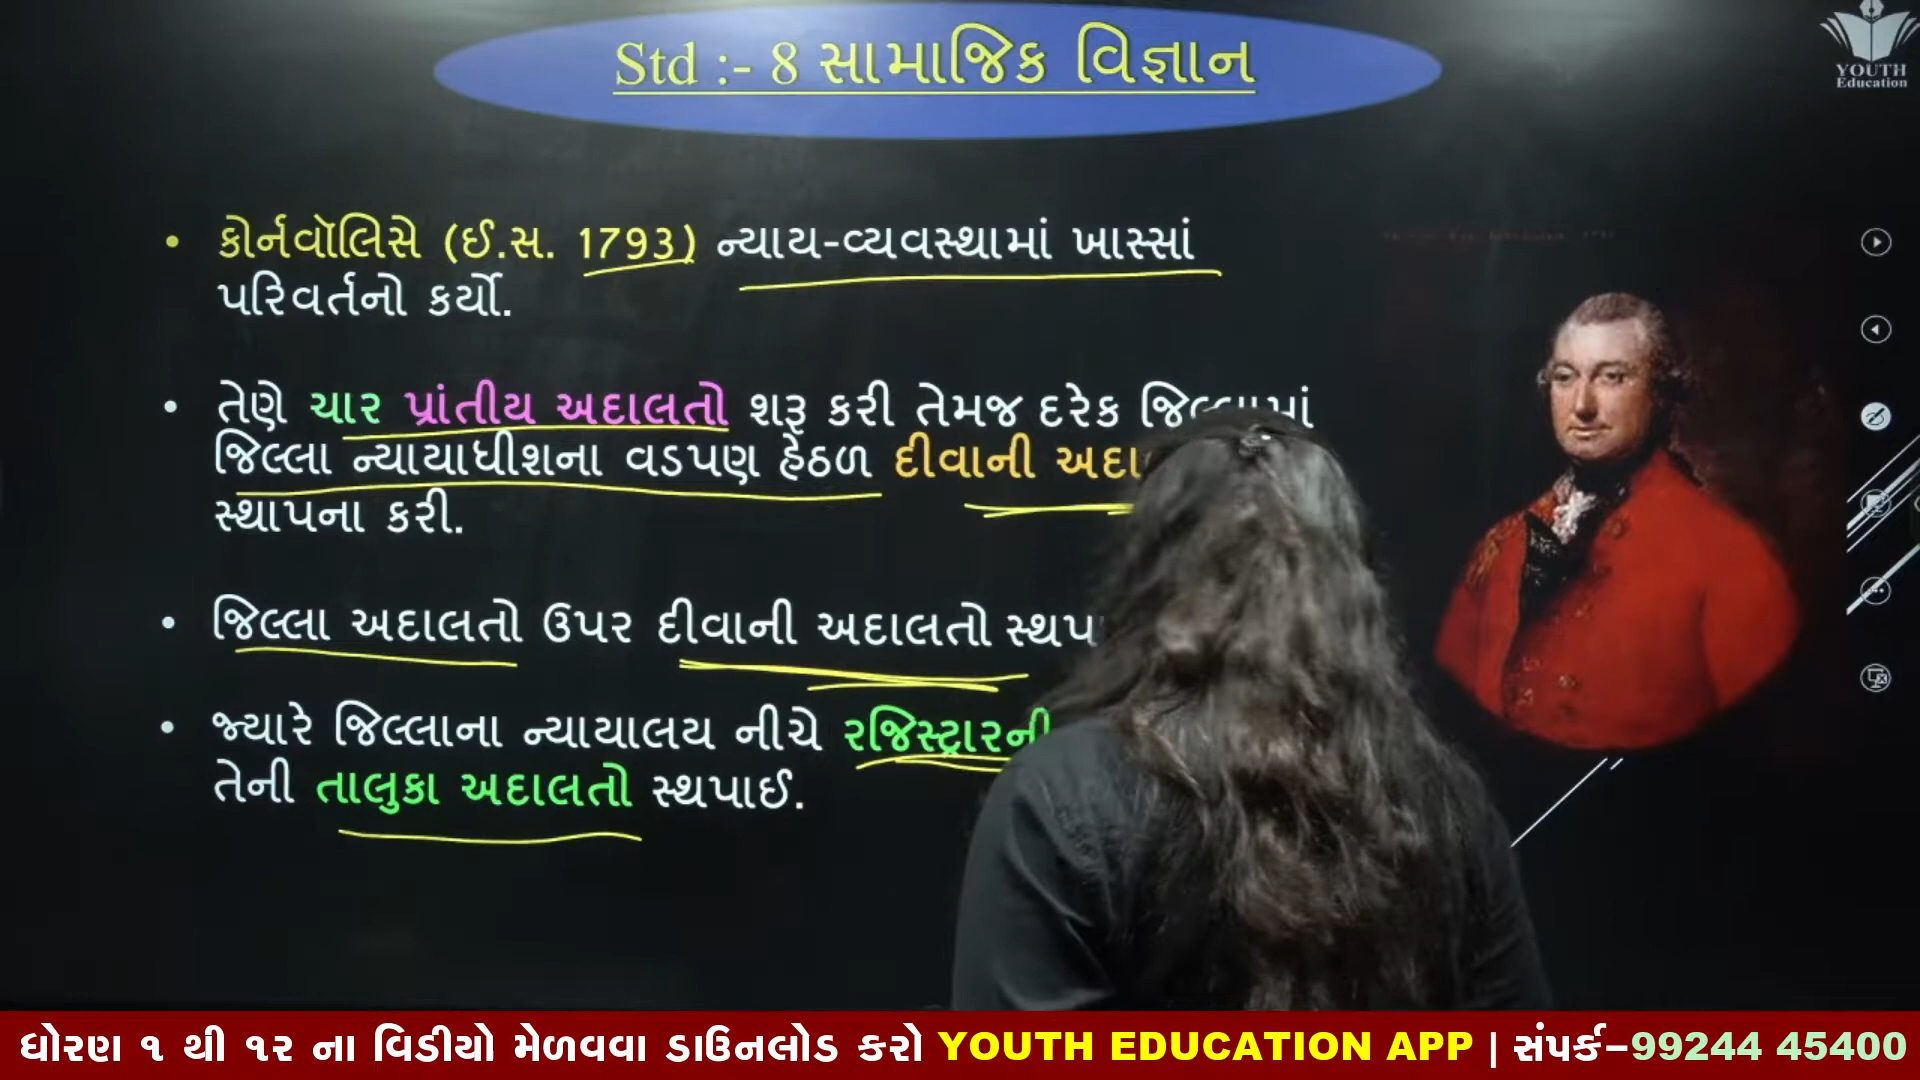 Std :- 8 સામાજિક વિજ્ઞાન
YOUTH
Education
• કોર્નવૉલિસે (ઈ.સ. 1793) ન્યાય-વ્યવસ્થામાં ખાસ્સાં
પરિવર્તનો કર્યો.
• તેણે ચાર પ્રાંતીય અદાલતો શરૂ કરી તેમજ દરેક જિલ્લામાં
જિલ્લા ન્યાયાધીશના વડપણ હેઠળ દીવાની
સ્થાપના કરી.
• જિલ્લા અદાલતો ઉપર દીવાની અદાલતો
• જ્યારે જિલ્લાના ન્યાયાલય નીચે રજિસ્ટ્રારની
તેની તાલુકા અદાલતો સ્થપાઈ.
ધોરણ ૧ થી ૧૨ ના વિડીયો મેળવવા ડાઉનલોડ કરો YOUTH EDUCATION APP | સંપર્ક-99244 45400